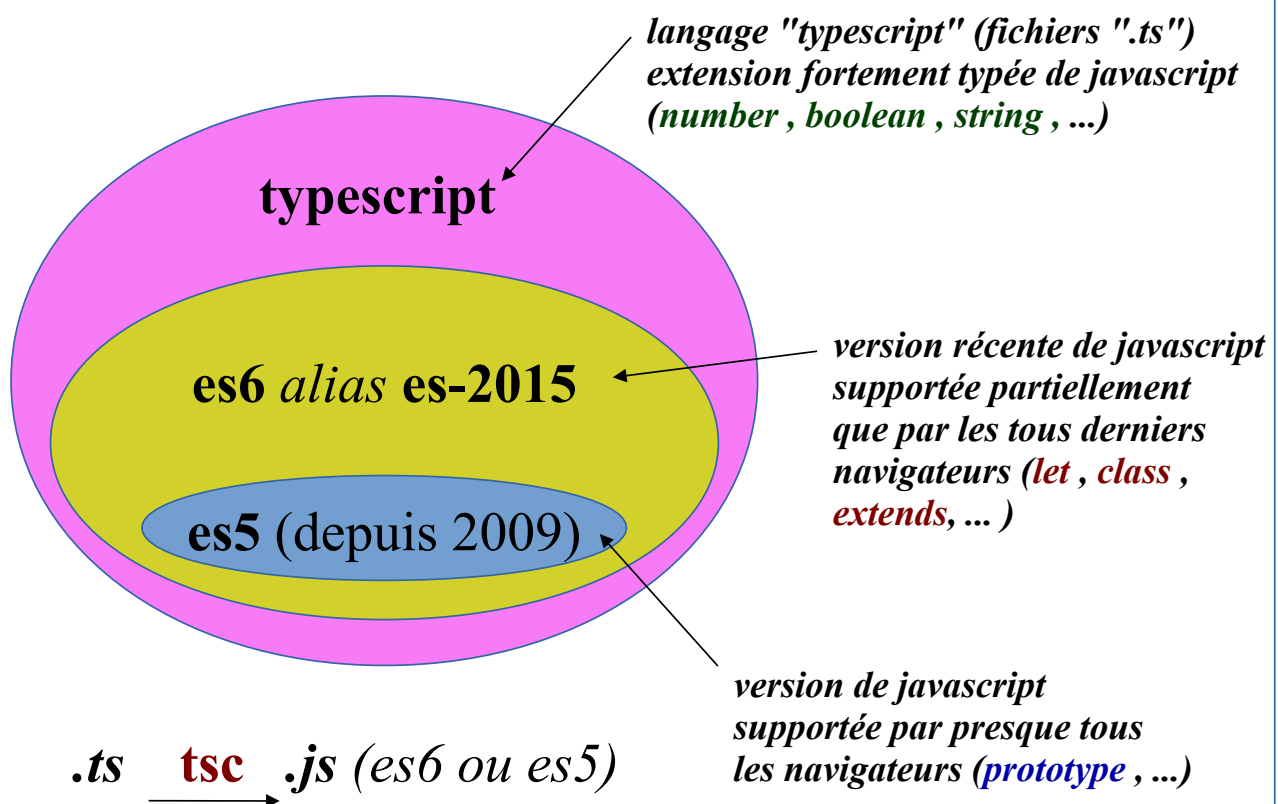 langage "typescript" (fichiers ".ts")
extension fortement typée de javascript
(number , boolean , string , ...)
typescript
es6 alias es-2015
version récente de javascript
supportée partiellement
que par les tous derniers
navigateurs (let , class ,
extends, ... )
es5 (depuis 2009)
version de javascript
supportée par presque tous
les navigateurs (prototype , ...)
.ts tsc .js (es6 ou es5)